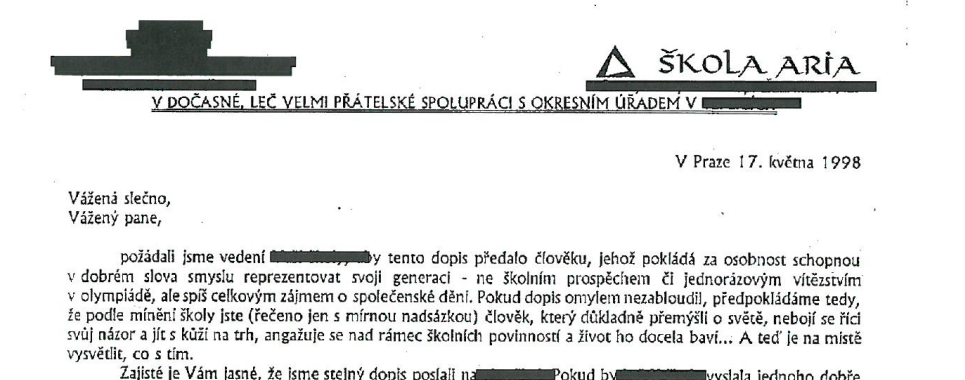 ŠKOLA ARIA
V DOČASNÉ, LEČ VELMI PŘÁTELSKÉ SPOLUPRÁCI S OKRESNÍM ÚŘADEM V
V Praze 17. května 1998
Vážená slečno,
Vážený pane,
požádali jsme vedení by tento dopis předalo člověku, jehož pokládá za osobnost schopnou
v dobrém slova smyslu reprezentovat svoji generaci - ne školním prospěchem či jednorázovým vítězstvím
v olympiádě, ale spíš celkovým zájmem o společenské dění. Pokud dopis omylem nezabloudil, předpokládáme tedy,
že podle mínění školy jste (řečeno jen s mírnou nadsázkou) člověk, který důkladně přemýšlí o světě, nebojí se říci
svůj názor a jít s kůží na trh, angažuje se nad rámec školních povinností a život ho docela baví... A teď je na místě
vysvětlit, co s tím.
Zajisté je Vám jasné, že jsme stejný dopis poslali na Pokud by vyslala jednoho dobře